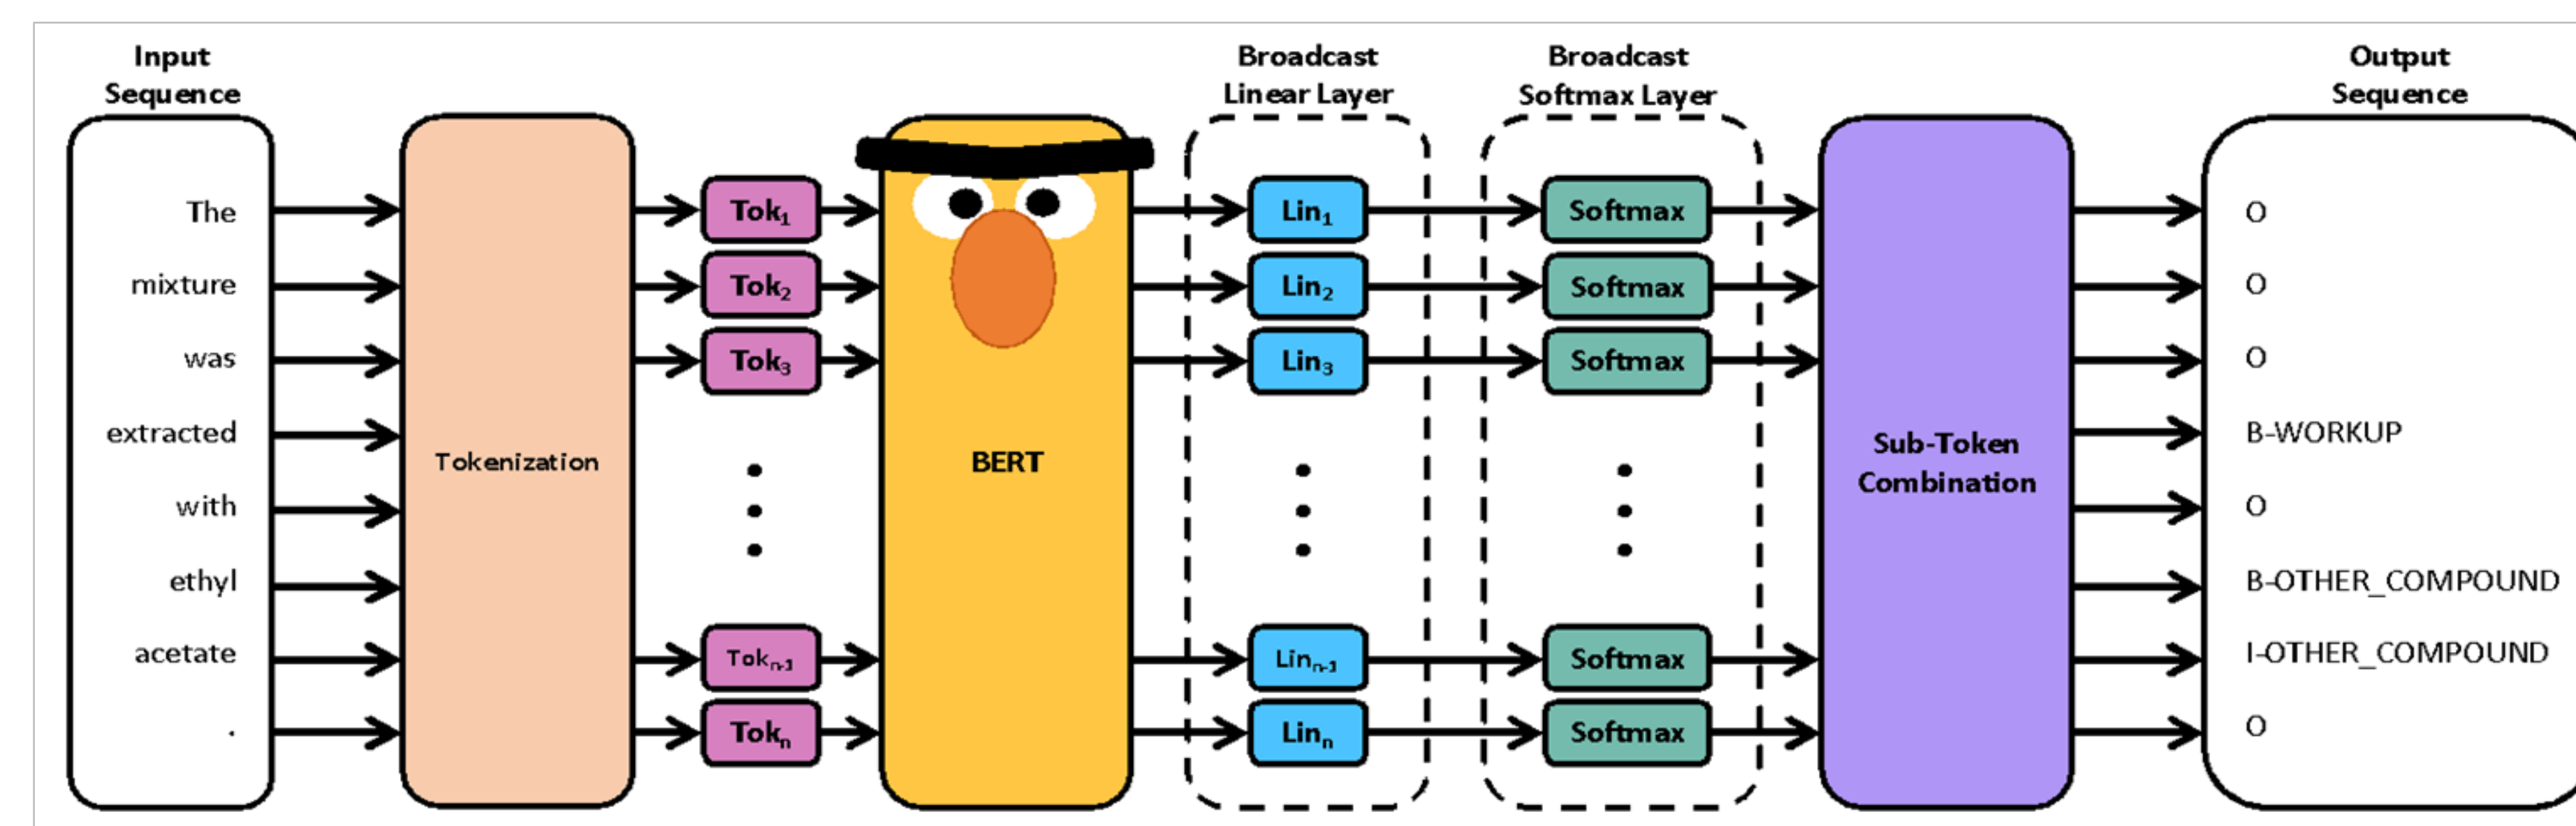 Input
Sequence
Broadcast
Linear Layer
Broadcast
Softmax Layer
Output
Sequence
The
mixture
was
extracted
with
ethyl
acetate
.
Tokenization
Tok₁
Tok₂
Tok₃
Tokₙ₋₁
Tokₙ
BERT
Lin₁
Lin₂
Lin₃
Linₙ₋₁
Linₙ
Softmax
Softmax
Softmax
Softmax
Softmax
Sub-Token
Combination
O
O
O
B-WORKUP
O
B-OTHER_COMPOUND
I-OTHER_COMPOUND
O